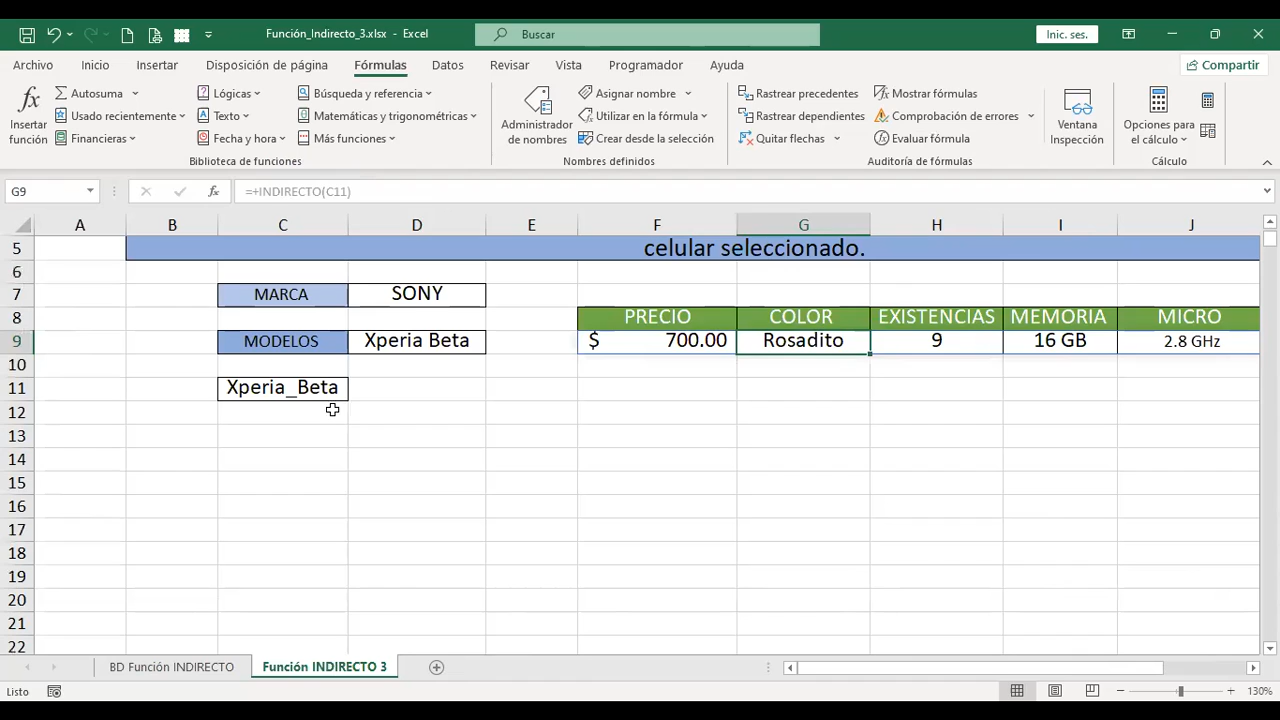 Función_Indirecto_3.xlsx - Excel
Buscar
Inic. ses.
Archivo Inicio Insertar Disposición de página Fórmulas Datos Revisar Vista Programador Ayuda
Compartir
fx Insertar función
Autosuma
Usado recientemente
Financieras
Lógicas
Texto
Fecha y hora
Búsqueda y referencia
Matemáticas y trigonométricas
Más funciones
Biblioteca de funciones
Administrador de nombres
Asignar nombre
Utilizar en la fórmula
Crear desde la selección
Nombres definidos
Rastrear precedentes
Rastrear dependientes
Quitar flechas
Mostrar fórmulas
Comprobación de errores
Evaluar fórmula
Auditoría de fórmulas
Ventana Inspección
Opciones para el cálculo
Cálculo
G9 fx =+INDIRECTO(C11)
A B C D E F G H I J
5 celular seleccionado.
6
7 MARCA SONY
8 PRECIO COLOR EXISTENCIAS MEMORIA MICRO
9 MODELOS Xperia Beta $ 700.00 Rosadito 9 16 GB 2.8 GHz
10
11 Xperia_Beta
12
13
14
15
16
17
18
19
20
21
22
BD Función INDIRECTO Función INDIRECTO 3
Listo 130%